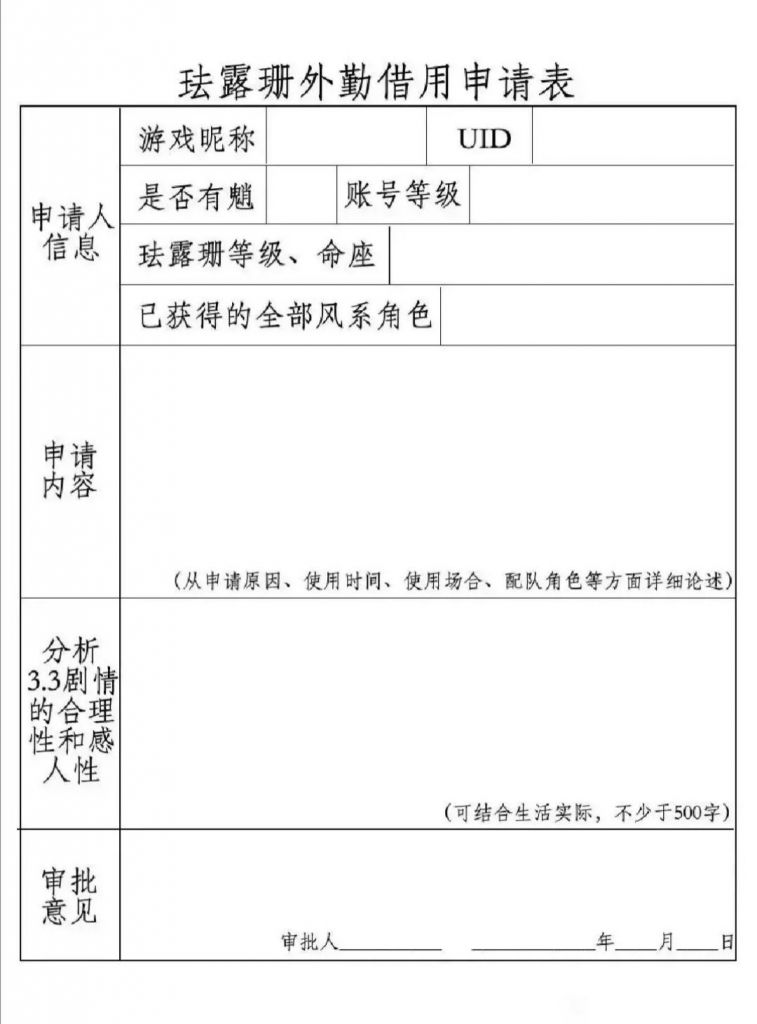 珐露珊外勤借用申请表
申请人
信息
游戏昵称
UID
是否有魈
账号等级
珐露珊等级、命座
已获得的全部风系角色
申请
内容
(从申请原因、使用时间、使用场合、配队角色等方面详细论述)
分析
3.3剧情
的合理
性和感
人性
(可结合生活实际，不少于500字)
审批
意见
审批人__________ ____________年____月____日